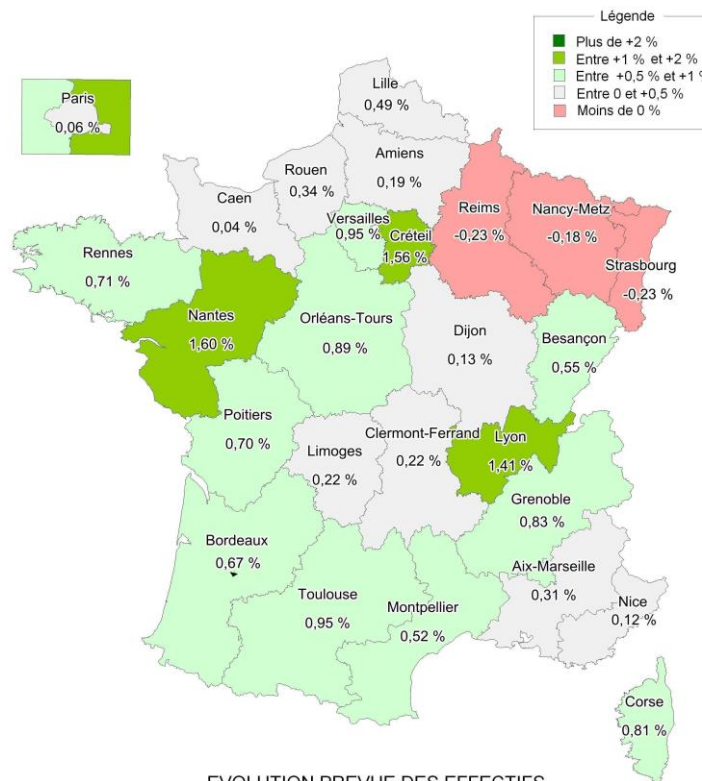 Légende
Plus de +2 %
Entre +1 % et +2 %
Entre +0,5 % et +1 %
Entre 0 et +0,5 %
Moins de 0 %
Paris
0,06 %
Lille
0,49 %
Amiens
0,19 %
Rouen
0,34 %
Caen
0,04 %
Versailles
0,95 %
Créteil
1,56 %
Reims
-0,23 %
Nancy-Metz
-0,18 %
Strasbourg
-0,23 %
Rennes
0,71 %
Nantes
1,60 %
Orléans-Tours
0,89 %
Dijon
0,13 %
Besançon
0,55 %
Poitiers
0,70 %
Limoges
0,22 %
Clermont-Ferrand
0,22 %
Lyon
1,41 %
Grenoble
0,83 %
Bordeaux
0,67 %
Toulouse
0,95 %
Montpellier
0,52 %
Aix-Marseille
0,31 %
Nice
0,12 %
Corse
0,81 %
EVOLUTION PREVUE DES EFFECTIFS